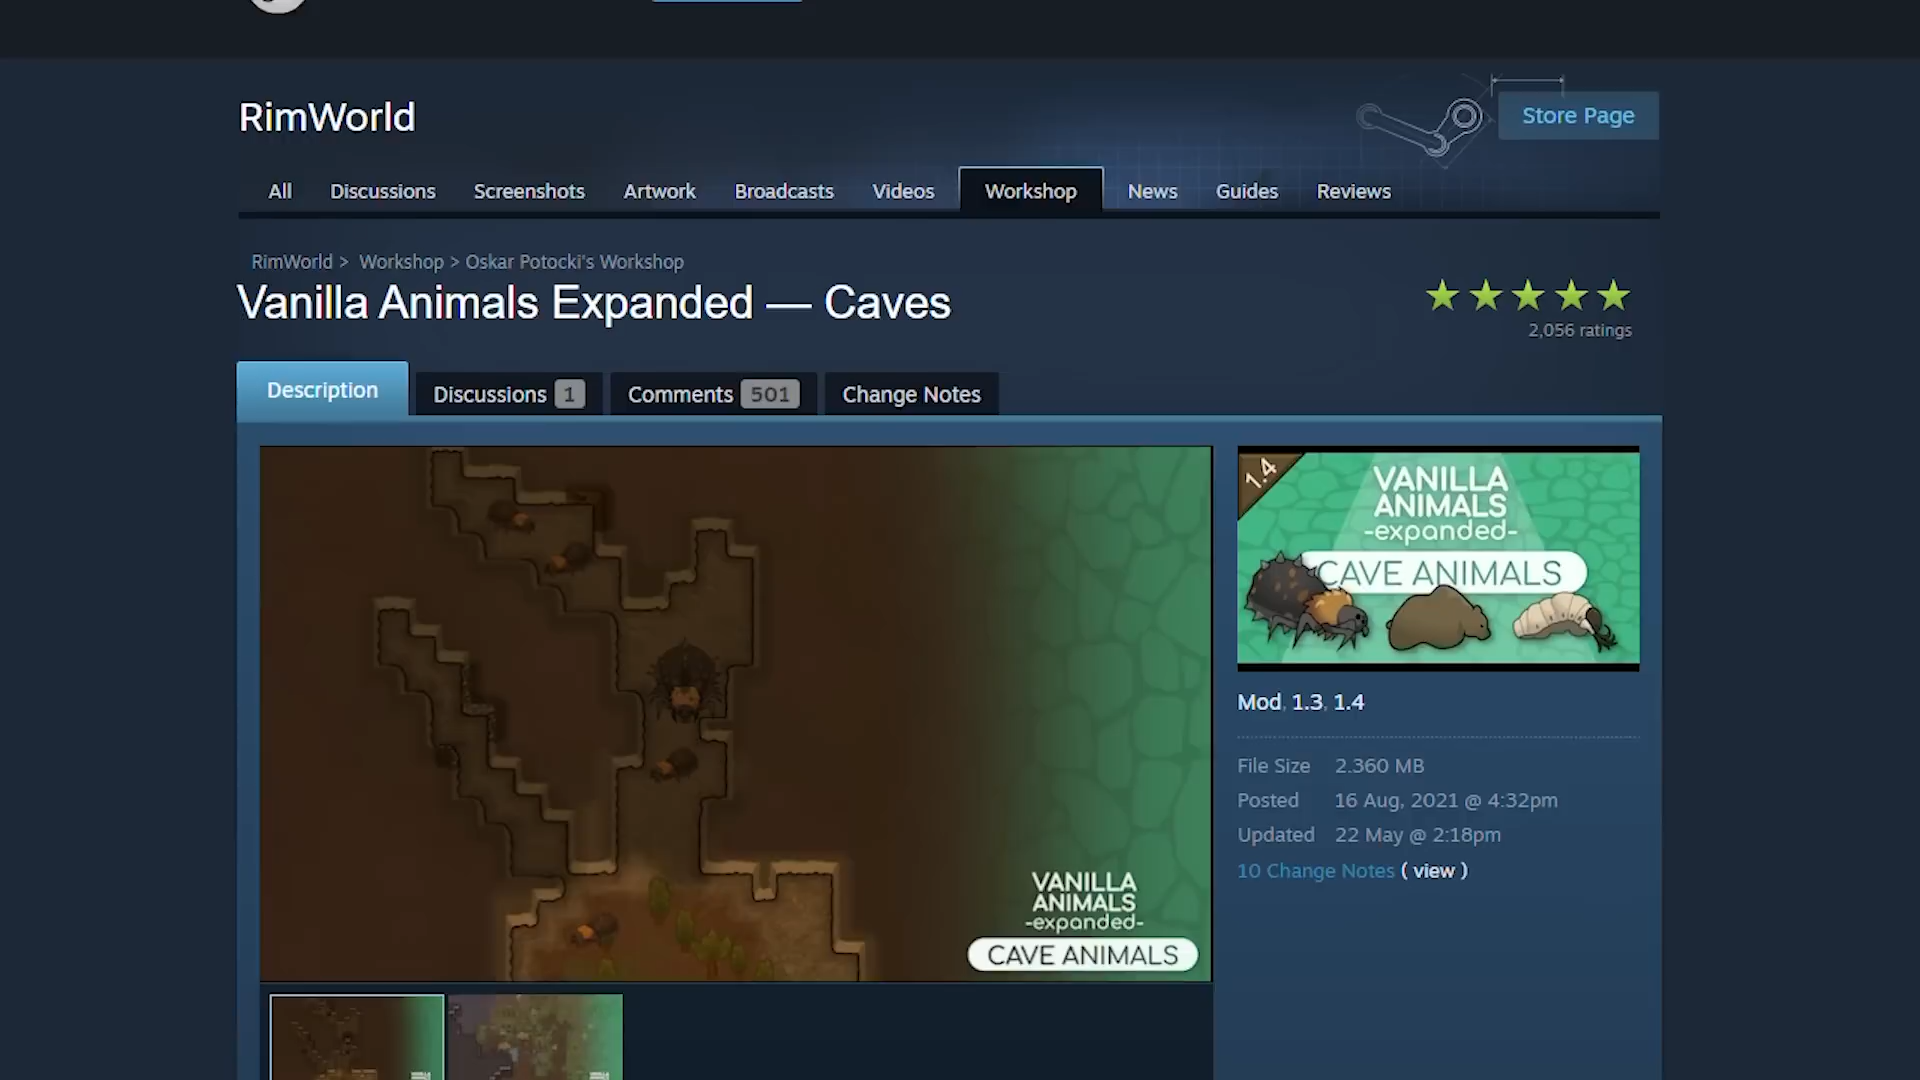 RimWorld
Store Page
All Discussions Screenshots Artwork Broadcasts Videos Workshop News Guides Reviews
RimWorld > Workshop > Oskar Potocki's Workshop
Vanilla Animals Expanded — Caves
2,056 ratings
Description Discussions 1 Comments 501 Change Notes
VANILLA
ANIMALS
-expanded-
CAVE ANIMALS
1.4
VANILLA
ANIMALS
-expanded-
CAVE ANIMALS
Mod, 1.3, 1.4
File Size 2.360 MB
Posted 16 Aug, 2021 @ 4:32pm
Updated 22 May @ 2:18pm
10 Change Notes ( view )